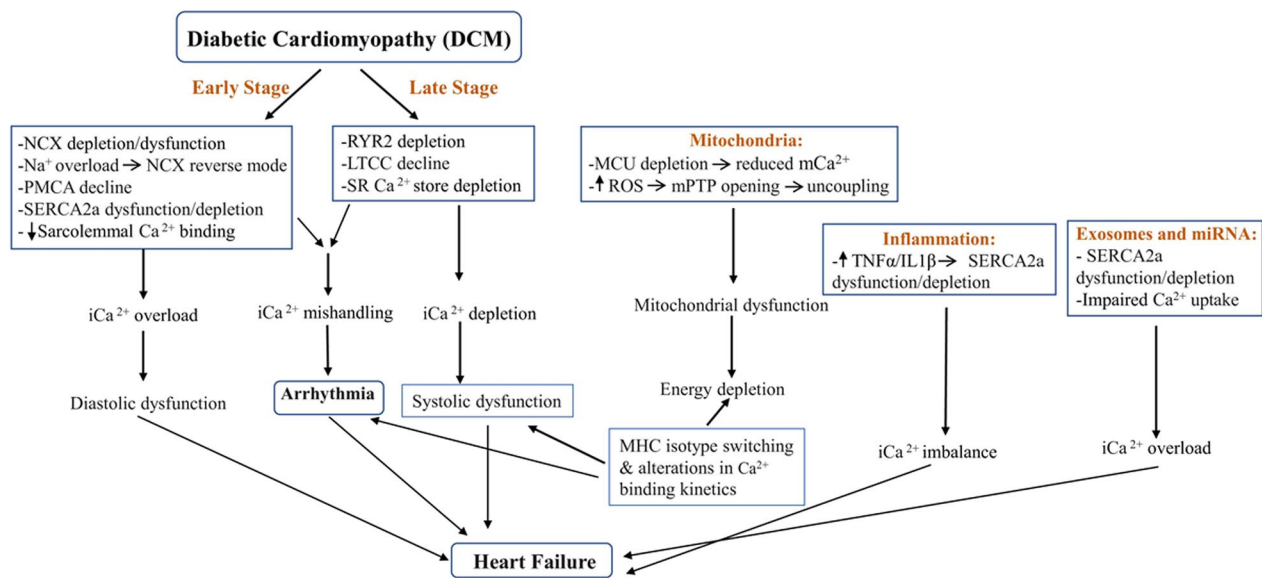 Diabetic Cardiomyopathy (DCM)
Early Stage
Late Stage
-NCX depletion/dysfunction
-Na⁺ overload → NCX reverse mode
-PMCA decline
-SERCA2a dysfunction/depletion
-↓Sarcolemmal Ca²⁺ binding
-RYR2 depletion
-LTCC decline
-SR Ca²⁺ store depletion
Mitochondria:
-MCU depletion → reduced mCa²⁺
-↑ROS → mPTP opening → uncoupling
Inflammation:
-↑TNFα/IL1β → SERCA2a
dysfunction/depletion
Exosomes and miRNA:
- SERCA2a
dysfunction/depletion
-Impaired Ca²⁺ uptake
iCa²⁺ overload
iCa²⁺ mishandling
iCa²⁺ depletion
Mitochondrial dysfunction
Diastolic dysfunction
Arrhythmia
Systolic dysfunction
Energy depletion
MHC isotype switching
& alterations in Ca²⁺
binding kinetics
iCa²⁺ imbalance
iCa²⁺ overload
Heart Failure